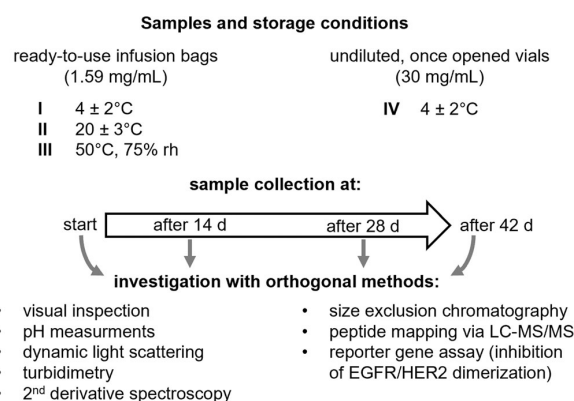 Samples and storage conditions
ready-to-use infusion bags
(1.59 mg/mL)
I 4 ± 2°C
II 20 ± 3°C
III 50°C, 75% rh
undiluted, once opened vials
(30 mg/mL)
IV 4 ± 2°C
sample collection at:
start after 14 d after 28 d after 42 d
investigation with orthogonal methods:
• visual inspection
• pH measurments
• dynamic light scattering
• turbidimetry
• 2nd derivative spectroscopy
• size exclusion chromatography
• peptide mapping via LC-MS/MS
• reporter gene assay (inhibition
of EGFR/HER2 dimerization)